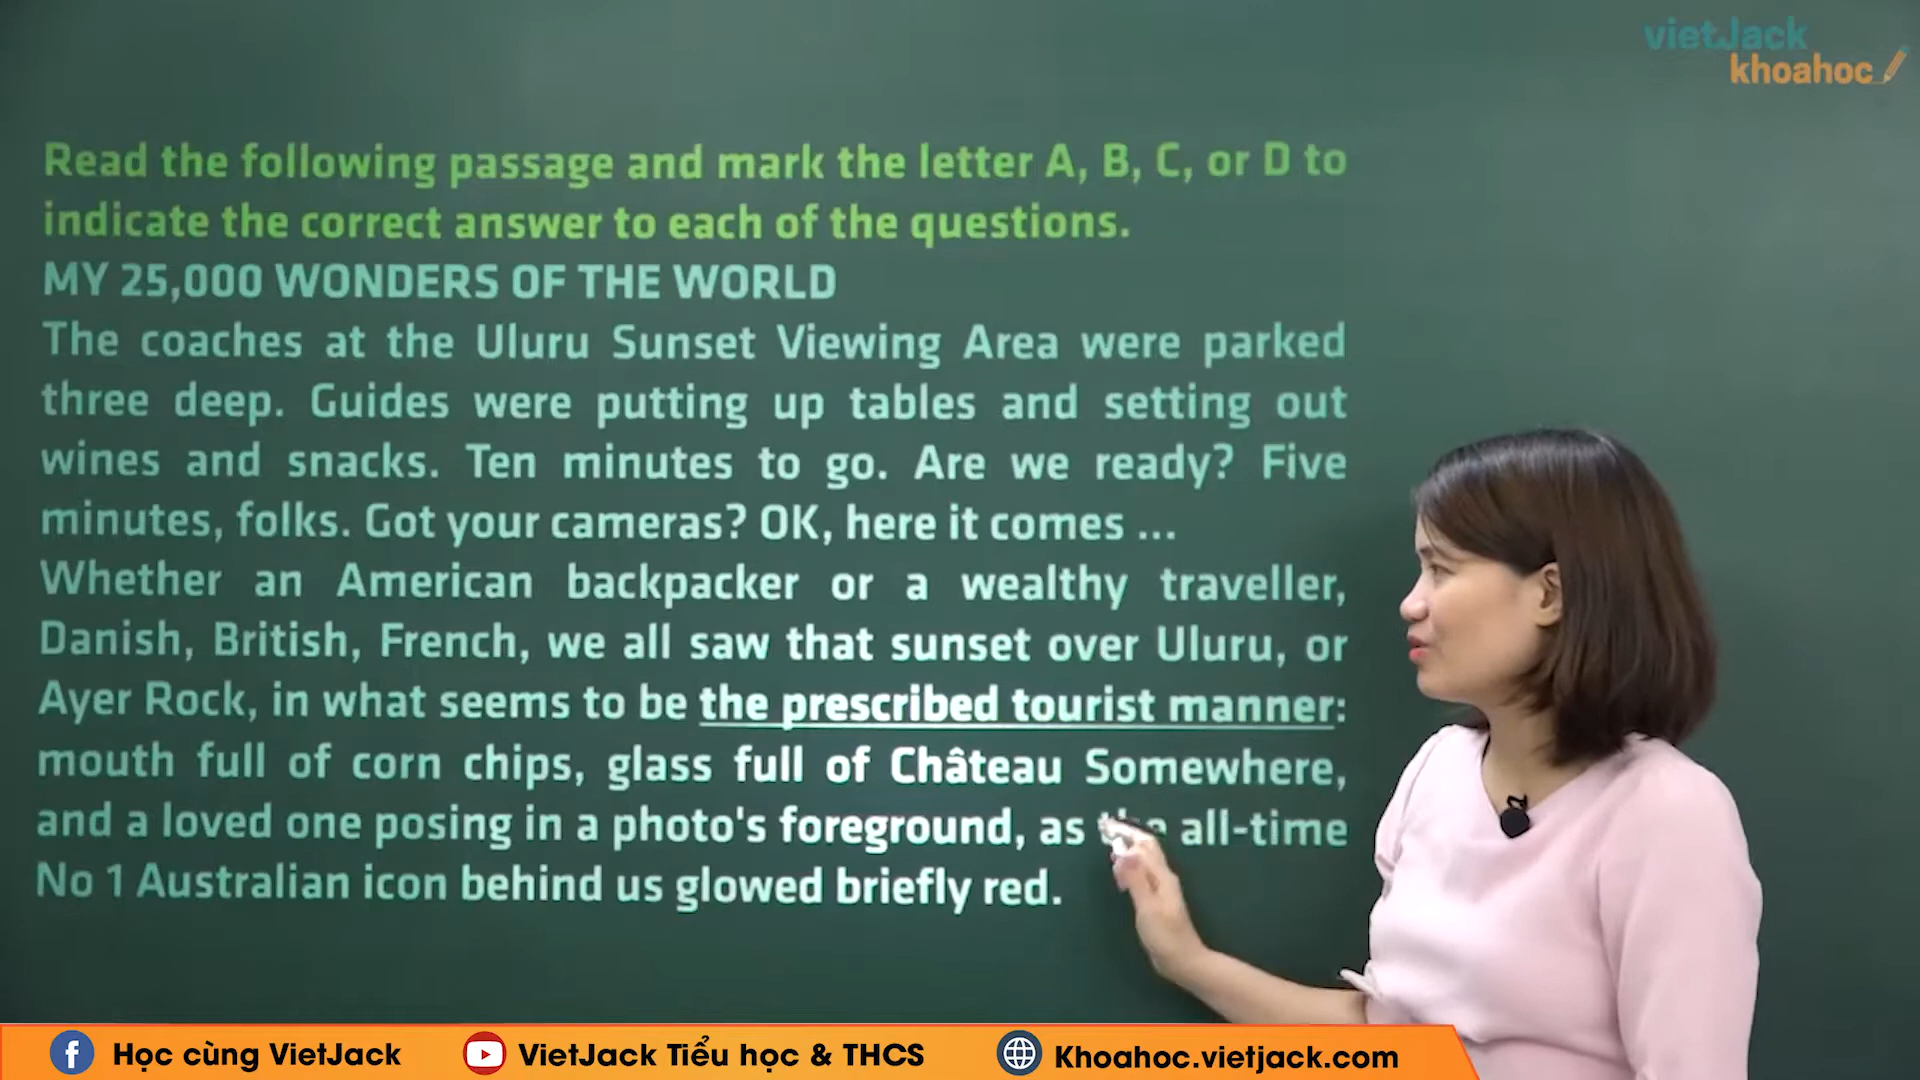 vietJack
khoahoc
Read the following passage and mark the letter A, B, C, or D to
indicate the correct answer to each of the questions.
MY 25,000 WONDERS OF THE WORLD
The coaches at the Uluru Sunset Viewing Area were parked
three deep. Guides were putting up tables and setting out
wines and snacks. Ten minutes to go. Are we ready? Five
minutes, folks. Got your cameras? OK, here it comes ...
Whether an American backpacker or a wealthy traveller,
Danish, British, French, we all saw that sunset over Uluru, or
Ayer Rock, in what seems to be the prescribed tourist manner:
mouth full of corn chips, glass full of Château Somewhere,
and a loved one posing in a photo's foreground, as the all-time
No 1 Australian icon behind us glowed briefly red.
Học cùng VietJack
VietJack Tiểu học & THCS
Khoahoc.vietjack.com